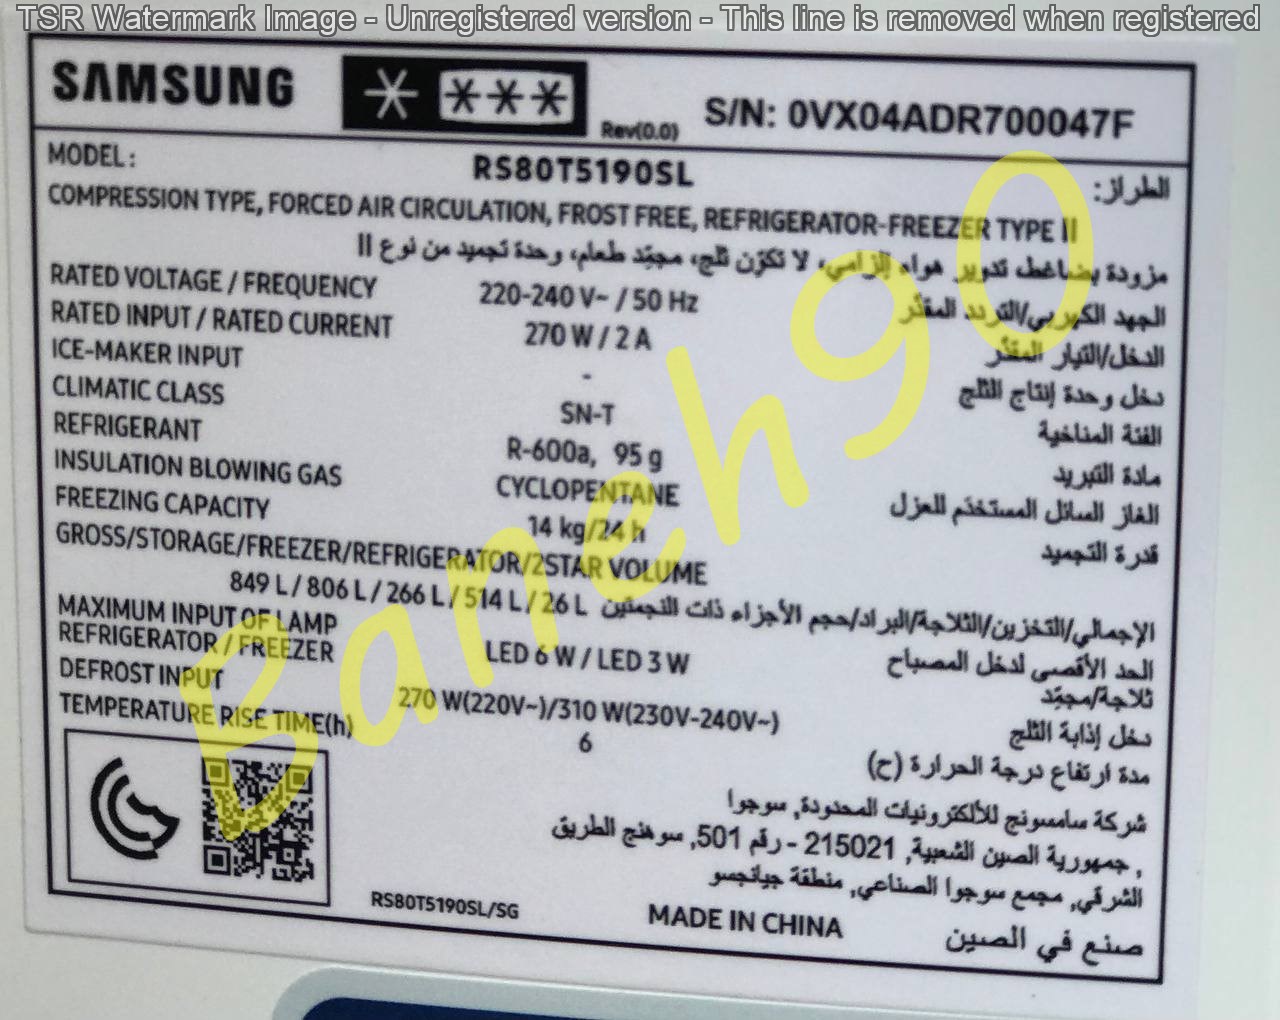 TSR Watermark Image - Unregistered version - This line is removed when registered
SAMSUNG
Rev(0.0)
S/N: 0VX04ADR700047F
MODEL: RS80T5190SL الطراز:
COMPRESSION TYPE, FORCED AIR CIRCULATION, FROST FREE, REFRIGERATOR-FREEZER TYPE II
مزودة بضاغط تدوير هواء إلزامي، لا تكوّن ثلج، مجمّد طعام، وحدة تجميد من نوع II
RATED VOLTAGE / FREQUENCY 220-240 V~ / 50 Hz الجهد الكهربي/التردد المقدّر
RATED INPUT / RATED CURRENT 270 W / 2 A الدخل/التيار المقدّر
ICE-MAKER INPUT - دخل وحدة إنتاج الثلج
CLIMATIC CLASS SN-T الفئة المناخية
REFRIGERANT R-600a, 95 g مادة التبريد
INSULATION BLOWING GAS CYCLOPENTANE الغاز السائل المستخدَم للعزل
FREEZING CAPACITY 14 kg/24 h قدرة التجميد
GROSS/STORAGE/FREEZER/REFRIGERATOR/2STAR VOLUME
849 L / 806 L / 266 L / 514 L / 26 L الإجمالي/التخزين/الثلاجة/البراد/حجم الأجزاء ذات النجمتين
MAXIMUM INPUT OF LAMP الحد الأقصى لدخل المصباح
REFRIGERATOR / FREEZER LED 6 W / LED 3 W ثلاجة/مجمّد
DEFROST INPUT 270 W(220V~)/310 W(230V-240V~) دخل إذابة الثلج
TEMPERATURE RISE TIME(h) 6 مدة ارتفاع درجة الحرارة (ح)
شركة سامسونج للألكترونيات المحدودة, سوجوا
, جمهورية الصين الشعبية, 215021 - رقم 501, سوهنج الطريق
الشرقي, مجمع سوجوا الصناعي, منطقة جيانجسو
RS80T5190SL/SG
MADE IN CHINA صنع في الصين
Baneh90